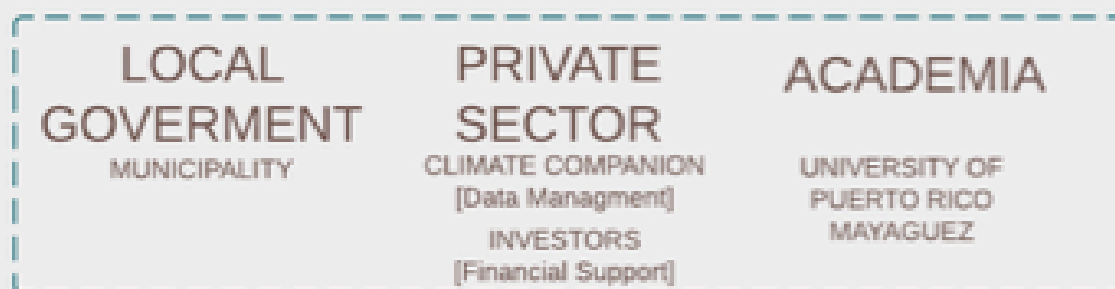 LOCAL
GOVERMENT
MUNICIPALITY
PRIVATE
SECTOR
CLIMATE COMPANION
[Data Managment]
INVESTORS
[Financial Support]
ACADEMIA
UNIVERSITY OF
PUERTO RICO
MAYAGUEZ